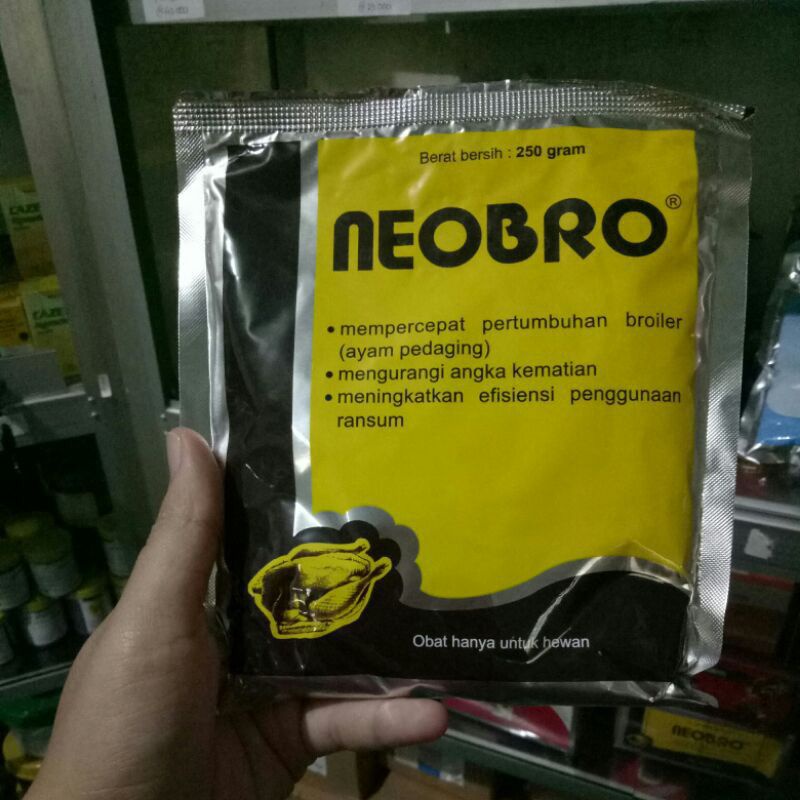 Berat bersih : 250 gram
NEOBRO®
• mempercepat pertumbuhan broiler
(ayam pedaging)
• mengurangi angka kematian
• meningkatkan efisiensi penggunaan
ransum
Obat hanya untuk hewan
NEOBRO